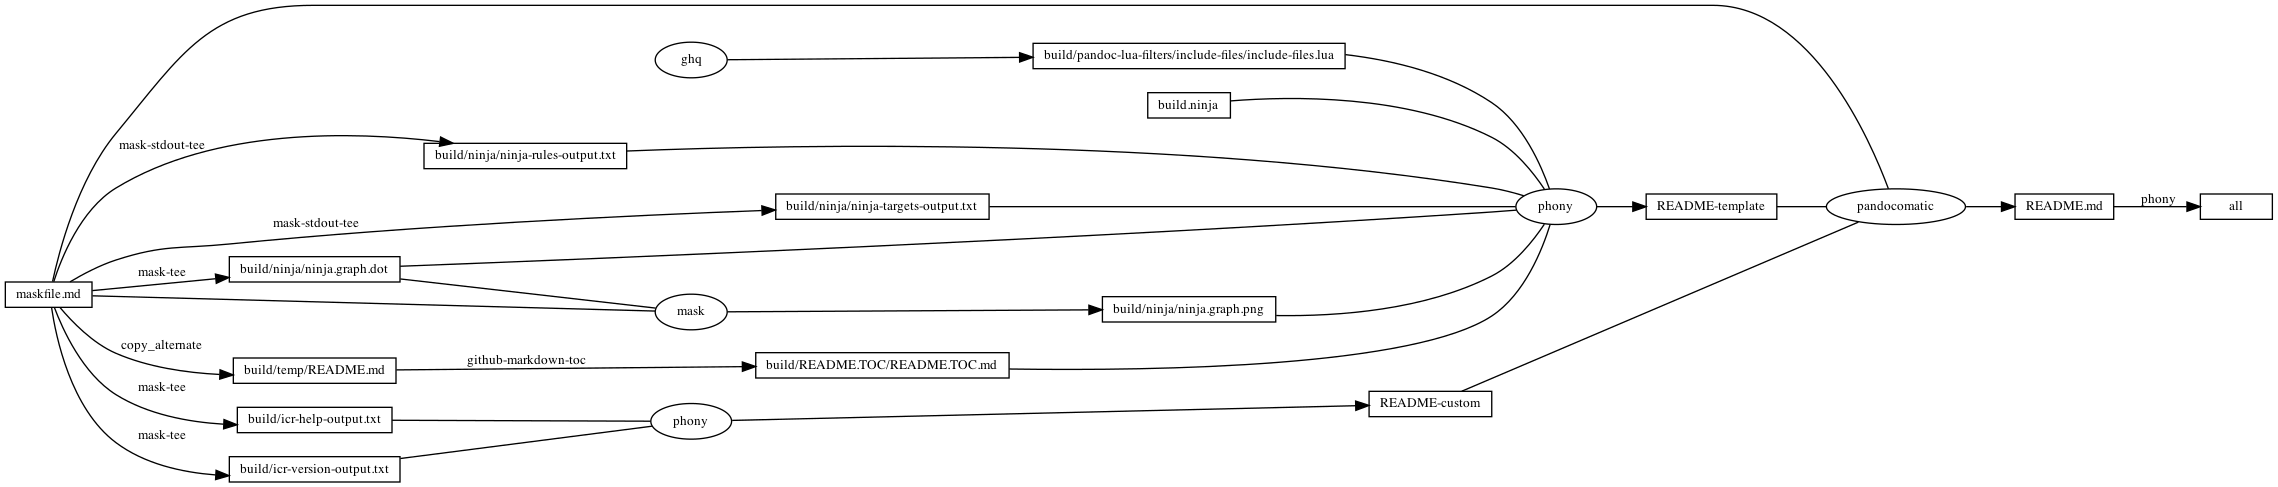 ghq
build/pandoc-lua-filters/include-files/include-files.lua
build.ninja
mask-stdout-tee
build/ninja/ninja-rules-output.txt
build/ninja/ninja-targets-output.txt
phony
README-template
pandocomatic
README.md
phony
all
mask-stdout-tee
mask-tee
build/ninja/ninja.graph.dot
maskfile.md
mask
build/ninja/ninja.graph.png
copy_alternate
build/temp/README.md
github-markdown-toc
build/README.TOC/README.TOC.md
mask-tee
build/icr-help-output.txt
phony
README-custom
mask-tee
build/icr-version-output.txt